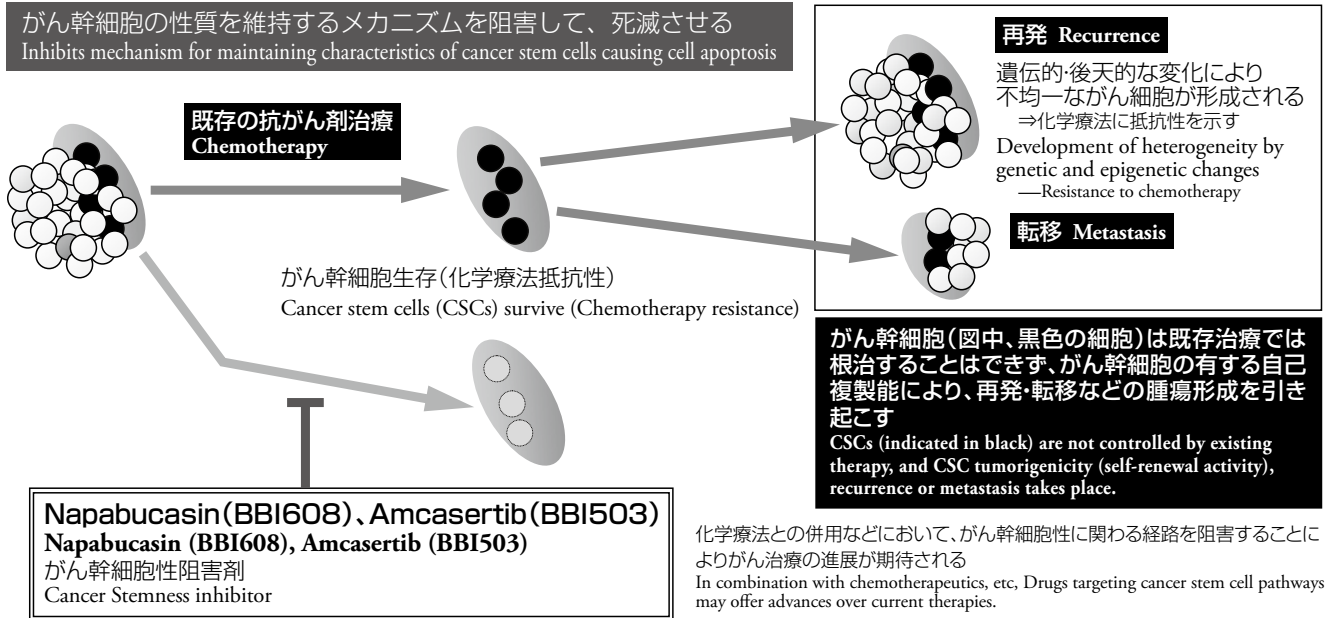 がん幹細胞の性質を維持するメカニズムを阻害して、死滅させる
Inhibits mechanism for maintaining characteristics of cancer stem cells causing cell apoptosis
既存の抗がん剤治療
Chemotherapy
がん幹細胞生存（化学療法抵抗性）
Cancer stem cells (CSCs) survive (Chemotherapy resistance)
再発 Recurrence
遺伝的・後天的な変化により
不均一ながん細胞が形成される
⇒化学療法に抵抗性を示す
Development of heterogeneity by
genetic and epigenetic changes
—Resistance to chemotherapy
転移 Metastasis
がん幹細胞（図中、黒色の細胞）は既存治療では
根治することはできず、がん幹細胞の有する自己
複製能により、再発・転移などの腫瘍形成を引き
起こす
CSCs (indicated in black) are not controlled by existing
therapy, and CSC tumorigenicity (self-renewal activity),
recurrence or metastasis takes place.
Napabucasin（BBI608）、Amcasertib（BBI503）
Napabucasin (BBI608), Amcasertib (BBI503)
がん幹細胞性阻害剤
Cancer Stemness inhibitor
化学療法との併用などにおいて、がん幹細胞性に関わる経路を阻害することに
よりがん治療の進展が期待される
In combination with chemotherapeutics, etc, Drugs targeting cancer stem cell pathways
may offer advances over current therapies.